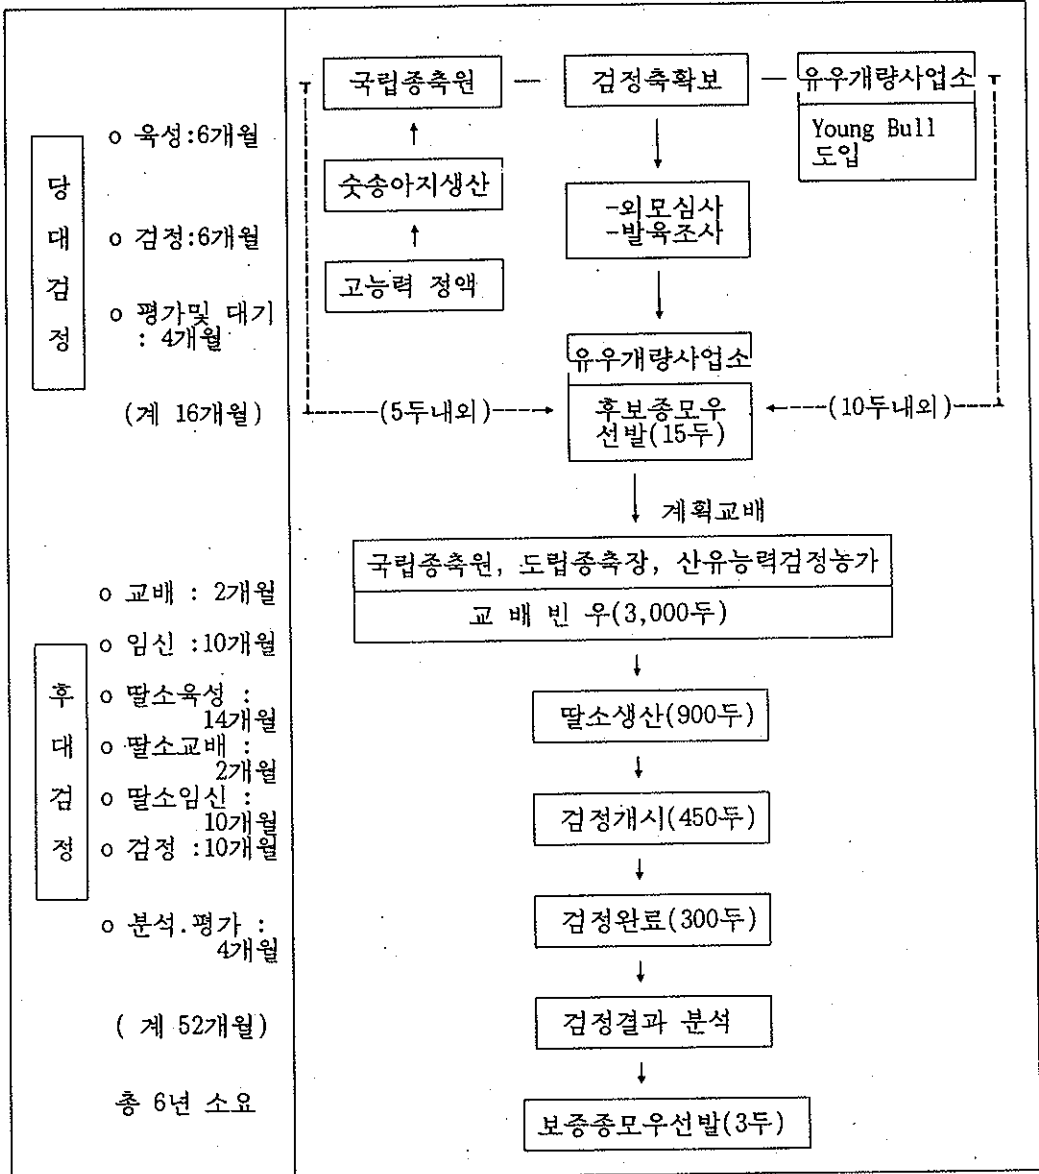 당대검정
o 육성:6개월
o 검정:6개월
o 평가및 대기
: 4개월
(계 16개월)
국립종축원
검정축확보
유우개량사업소
Young Bull
도입
숫송아지생산
고능력 정액
-외모심사
-발육조사
유우개량사업소
후보종모우
선발(15두)
(5두내외)
(10두내외)
계획교배
국립종축원, 도립종축장, 산유능력검정농가
교 배 빈 우(3,000두)
후대검정
o 교배 : 2개월
o 임신 :10개월
o 딸소육성 :
14개월
o 딸소교배 :
2개월
o 딸소임신 :
10개월
o 검정 :10개월
o 분석.평가 :
4개월
( 계 52개월)
총 6년 소요
딸소생산(900두)
검정개시(450두)
검정완료(300두)
검정결과 분석
보증종모우선발(3두)